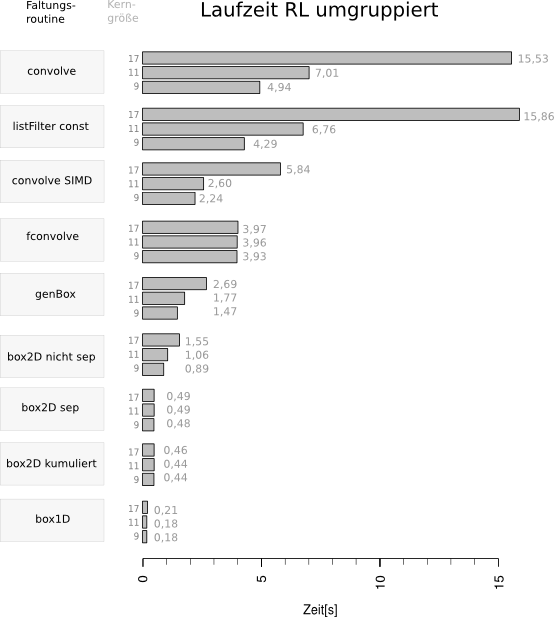 Laufzeit RL umgruppiert
Faltungs-
routine
Kern-
größe
convolve
17 15,53
11 7,01
9 4,94
listFilter const
17 15,86
11 6,76
9 4,29
convolve SIMD
17 5,84
11 2,60
9 2,24
fconvolve
17 3,97
11 3,96
9 3,93
genBox
17 2,69
11 1,77
9 1,47
box2D nicht sep
17 1,55
11 1,06
9 0,89
box2D sep
17 0,49
11 0,49
9 0,48
box2D kumuliert
17 0,46
11 0,44
9 0,44
box1D
17 0,21
11 0,18
9 0,18
0 5 10 15
Zeit[s]